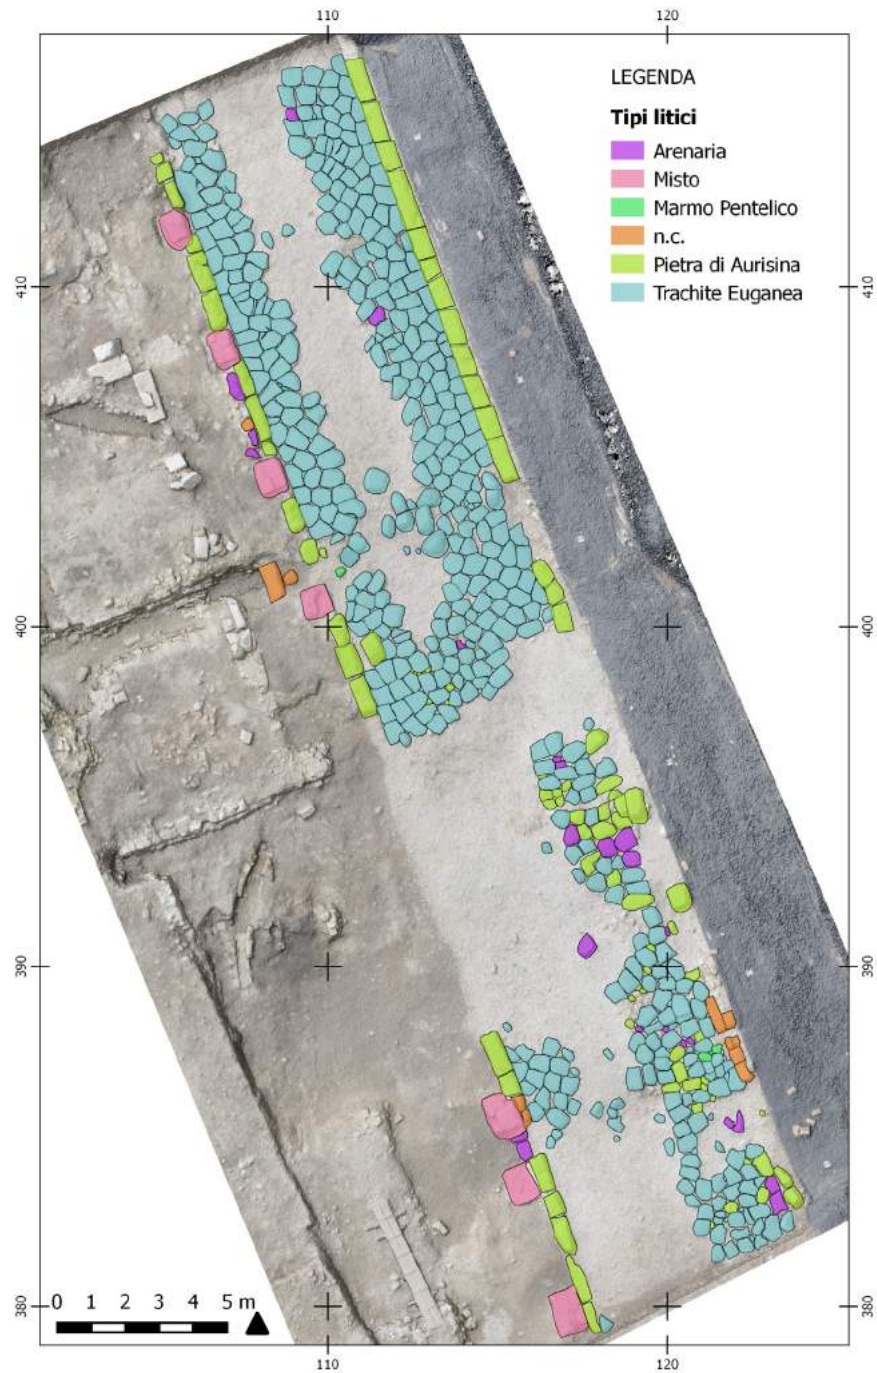 110 120
LEGENDA
Tipi litici
Arenaria
Misto
Marmo Pentelico
n.c.
Pietra di Aurisina
Trachite Euganea
410 410
400 400
390 390
380 380
0 1 2 3 4 5 m
110 120